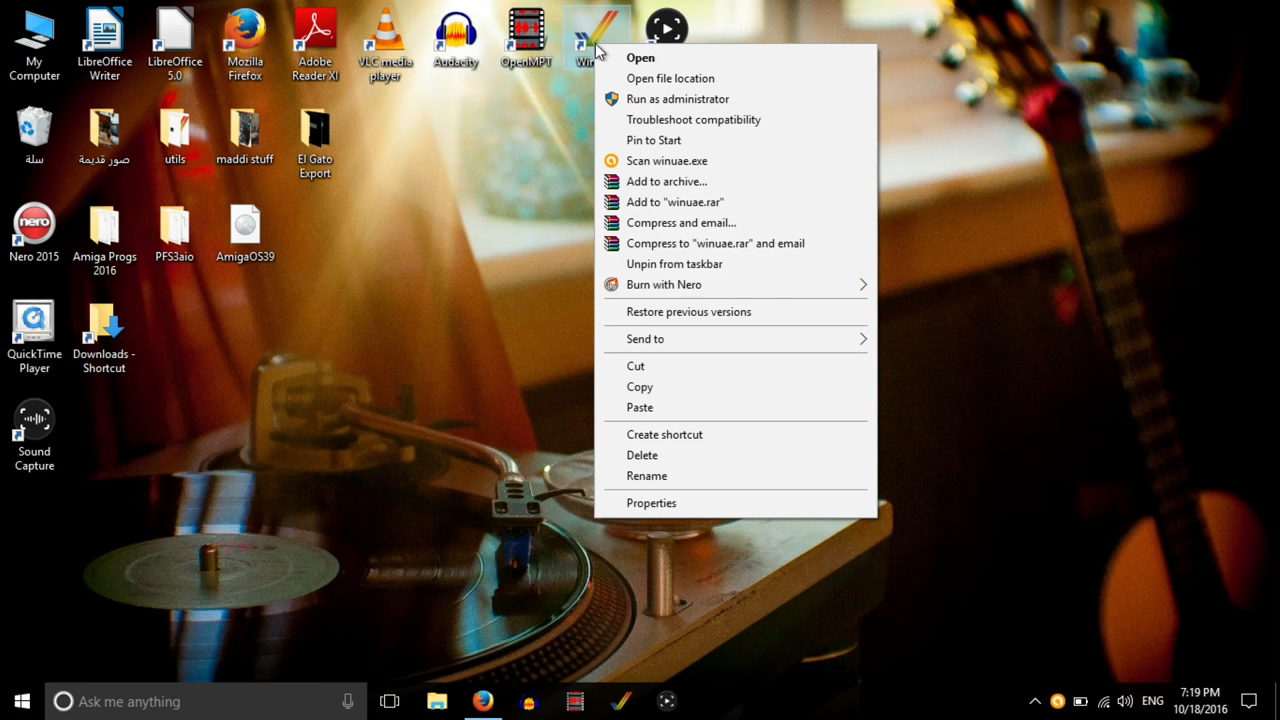 My
Computer
LibreOffice
Writer
LibreOffice
5.0
Mozilla
Firefox
Adobe
Reader XI
VLC media
player
Audacity
OpenMPT
سلة
صور قديمة
utils
maddi stuff
El Gato
Export
nero
Nero 2015
Amiga Progs
2016
PFS3aio
AmigaOS39
QuickTime
Player
Downloads -
Shortcut
Sound
Capture
Open
Open file location
Run as administrator
Troubleshoot compatibility
Pin to Start
Scan winuae.exe
Add to archive...
Add to "winuae.rar"
Compress and email...
Compress to "winuae.rar" and email
Unpin from taskbar
Burn with Nero
Restore previous versions
Send to
Cut
Copy
Paste
Create shortcut
Delete
Rename
Properties
Ask me anything
ENG
7:19 PM
10/18/2016